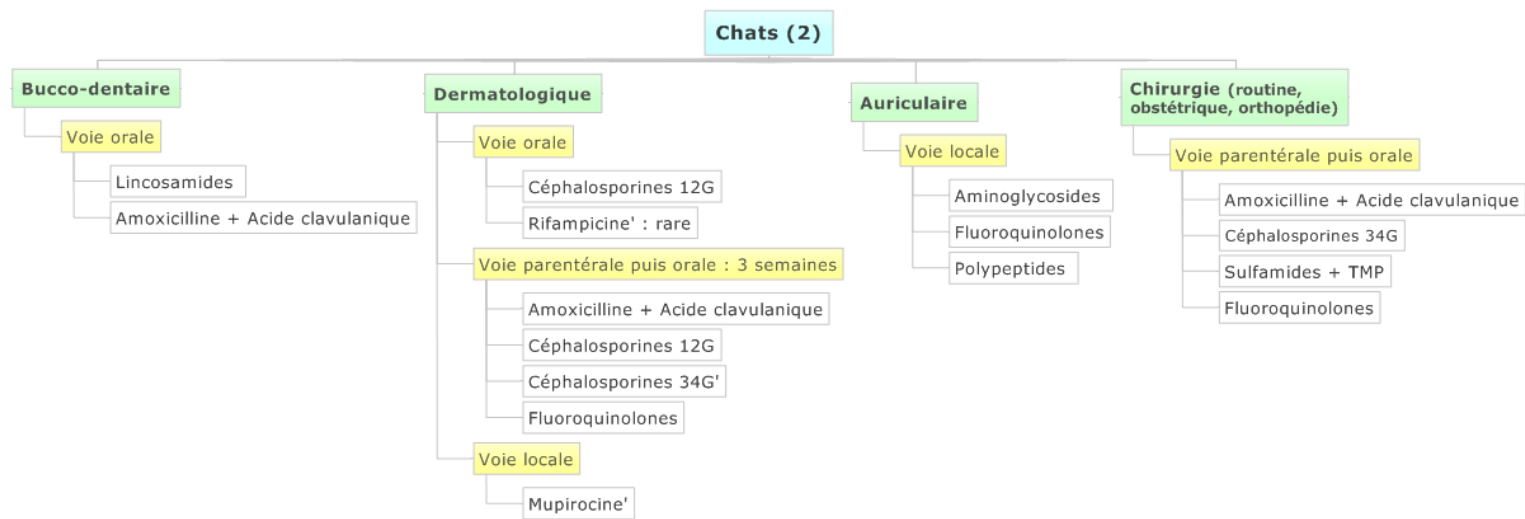 Chats (2)
Bucco-dentaire
Voie orale
Lincosamides
Amoxicilline + Acide clavulanique
Dermatologique
Voie orale
Céphalosporines 12G
Rifampicine' : rare
Voie parentérale puis orale : 3 semaines
Amoxicilline + Acide clavulanique
Céphalosporines 12G
Céphalosporines 34G'
Fluoroquinolones
Voie locale
Mupirocine'
Auriculaire
Voie locale
Aminoglycosides
Fluoroquinolones
Polypeptides
Chirurgie (routine,
obstétrique, orthopédie)
Voie parentérale puis orale
Amoxicilline + Acide clavulanique
Céphalosporines 34G
Sulfamides + TMP
Fluoroquinolones